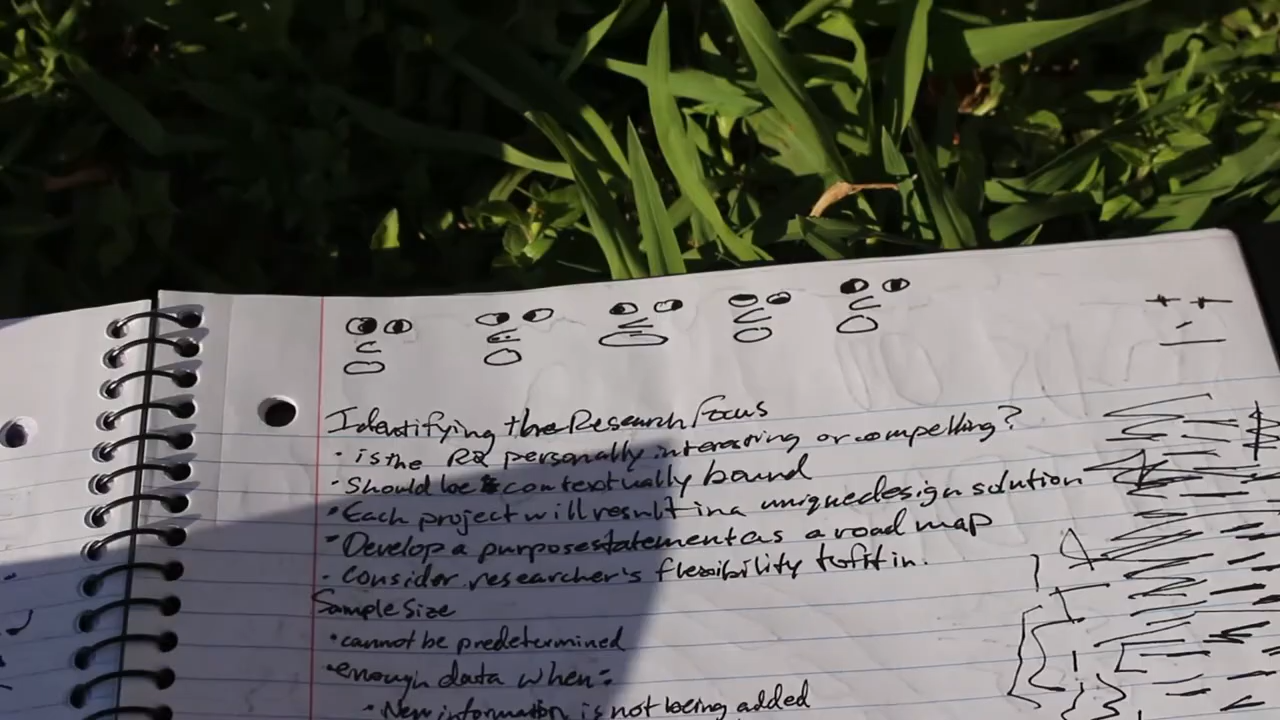 Identifying the Research Focus
• is the RQ personally interesting or compelling?
• Should be contextually bound
• Each project will result in a unique design solution
• Develop a purpose statement as a road map
• Consider researcher's flexibility to fit in.
Sample Size
• cannot be predetermined
• enough data when:
• New information is not being added